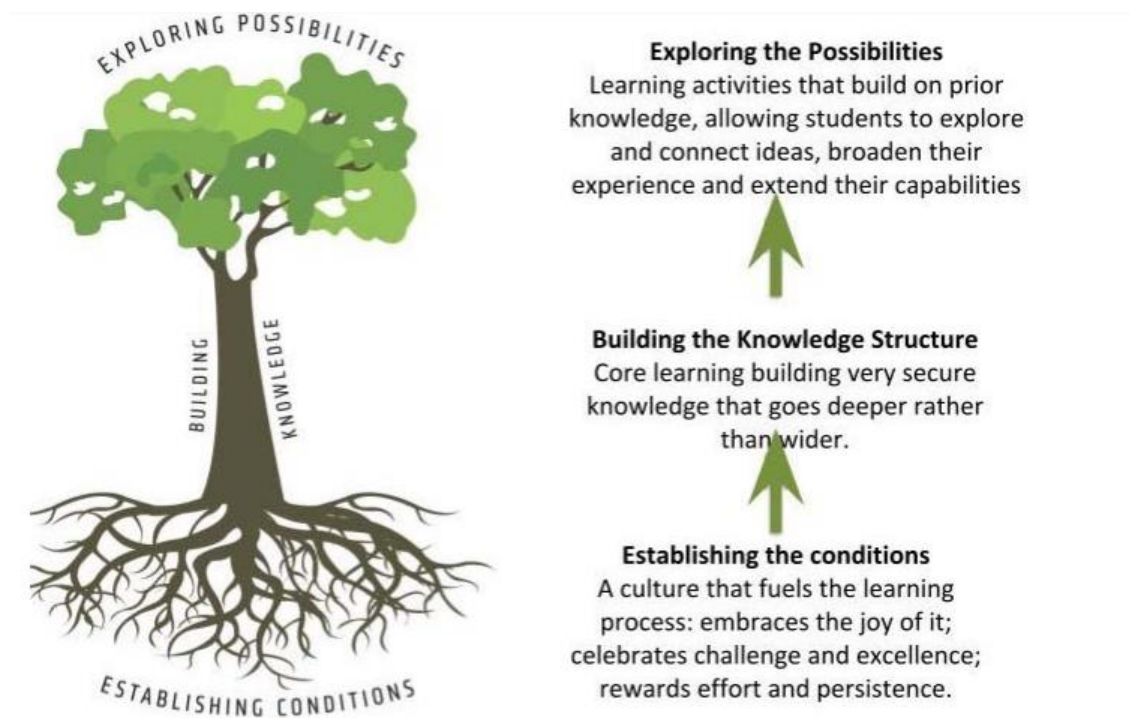 EXPLORING POSSIBILITIES
BUILDING
KNOWLEDGE
ESTABLISHING CONDITIONS
Exploring the Possibilities
Learning activities that build on prior
knowledge, allowing students to explore
and connect ideas, broaden their
experience and extend their capabilities
Building the Knowledge Structure
Core learning building very secure
knowledge that goes deeper rather
than wider.
Establishing the conditions
A culture that fuels the learning
process: embraces the joy of it;
celebrates challenge and excellence;
rewards effort and persistence.